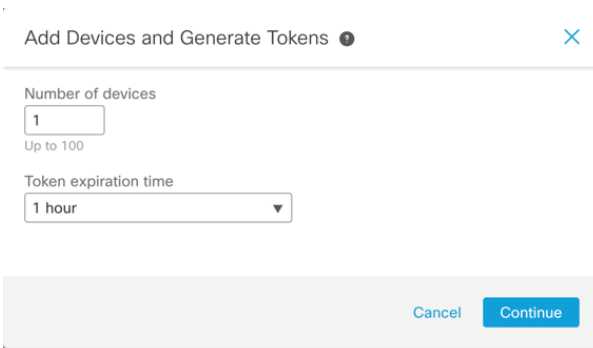 Add Devices and Generate Tokens ?
Number of devices
1
Up to 100
Token expiration time
1 hour
Cancel Continue